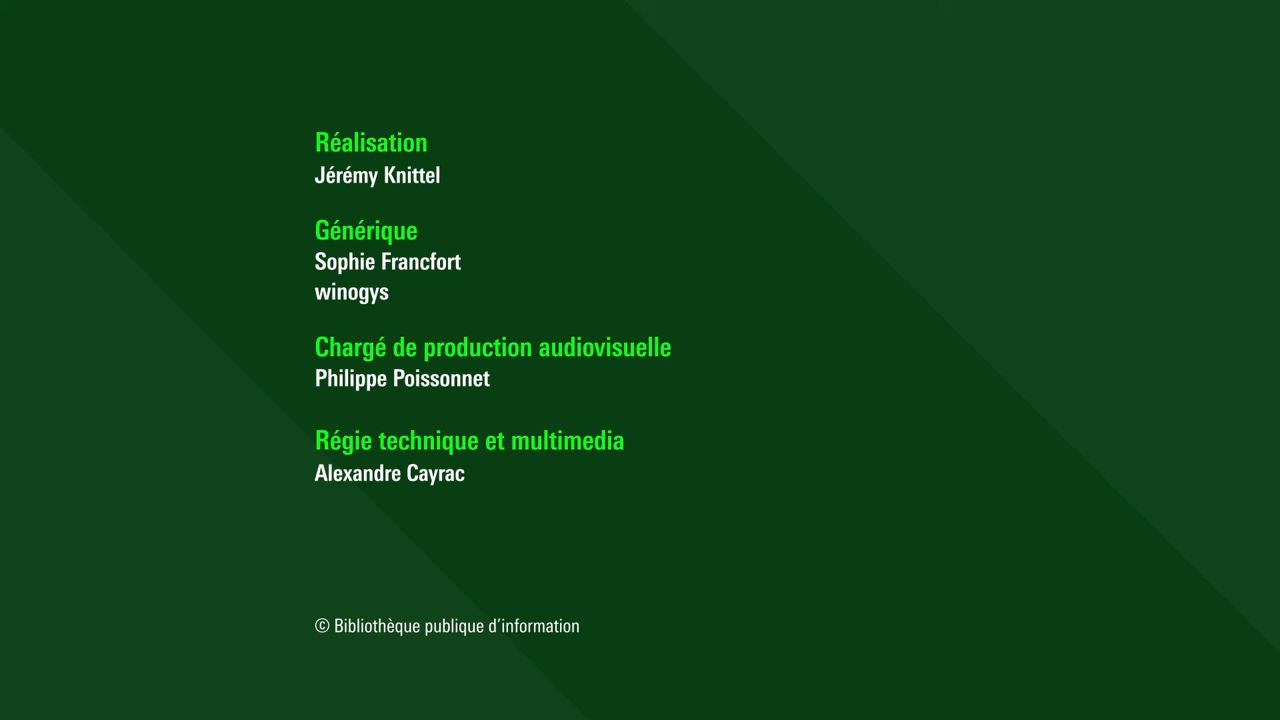 Réalisation
Jérémy Knittel
Générique
Sophie Francfort
winogys
Chargé de production audiovisuelle
Philippe Poissonnet
Régie technique et multimedia
Alexandre Cayrac
© Bibliothèque publique d’information